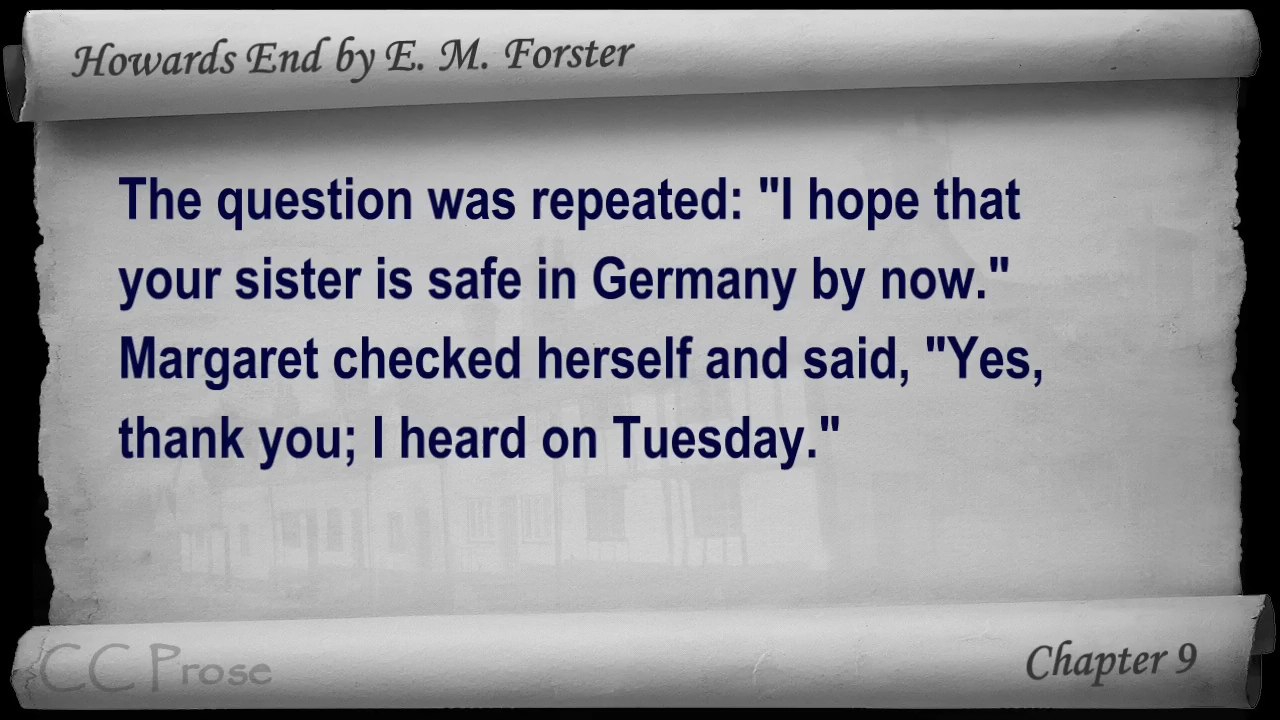 Howards End by E. M. Forster
The question was repeated: "I hope that
your sister is safe in Germany by now."
Margaret checked herself and said, "Yes,
thank you; I heard on Tuesday."
CC Prose
Chapter 9